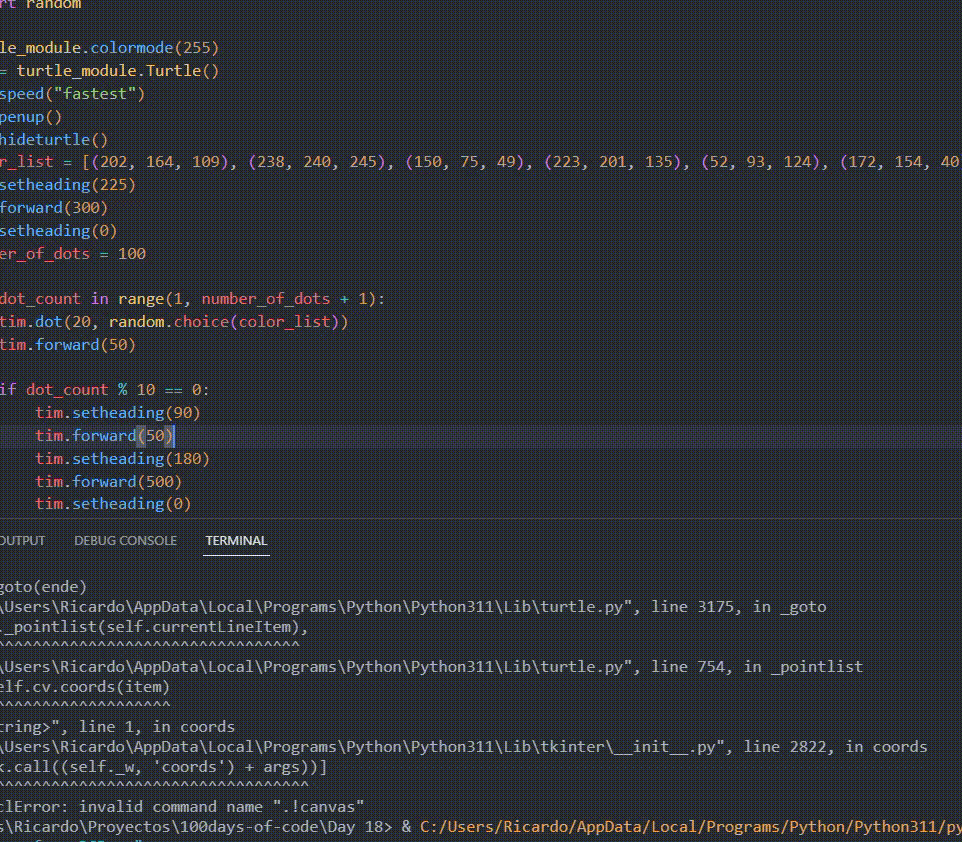 rt random
le_module.colormode(255)
= turtle_module.Turtle()
speed("fastest")
penup()
hideturtle()
r_list = [(202, 164, 109), (238, 240, 245), (150, 75, 49), (223, 201, 135), (52, 93, 124), (172, 154, 40
setheading(225)
forward(300)
setheading(0)
er_of_dots = 100
dot_count in range(1, number_of_dots + 1):
tim.dot(20, random.choice(color_list))
tim.forward(50)
if dot_count % 10 == 0:
tim.setheading(90)
tim.forward(50)
tim.setheading(180)
tim.forward(500)
tim.setheading(0)
OUTPUT DEBUG CONSOLE TERMINAL
goto(ende)
\Users\Ricardo\AppData\Local\Programs\Python\Python311\Lib\turtle.py", line 3175, in _goto
._pointlist(self.currentLineItem),
^^^^^^^^^^^^^^^^^^^^^^^^^^^^^^^^^
\Users\Ricardo\AppData\Local\Programs\Python\Python311\Lib\turtle.py", line 754, in _pointlist
elf.cv.coords(item)
^^^^^^^^^^^^^^^^^^^
tring>", line 1, in coords
\Users\Ricardo\AppData\Local\Programs\Python\Python311\Lib\tkinter\__init__.py", line 2822, in coords
k.call((self._w, 'coords') + args))]
^^^^^^^^^^^^^^^^^^^^^^^^^^^^^^^^^^
clError: invalid command name ".!canvas"
s\Ricardo\Proyectos\100days-of-code\Day 18> & C:/Users/Ricardo/AppData/Local/Programs/Python/Python311/py